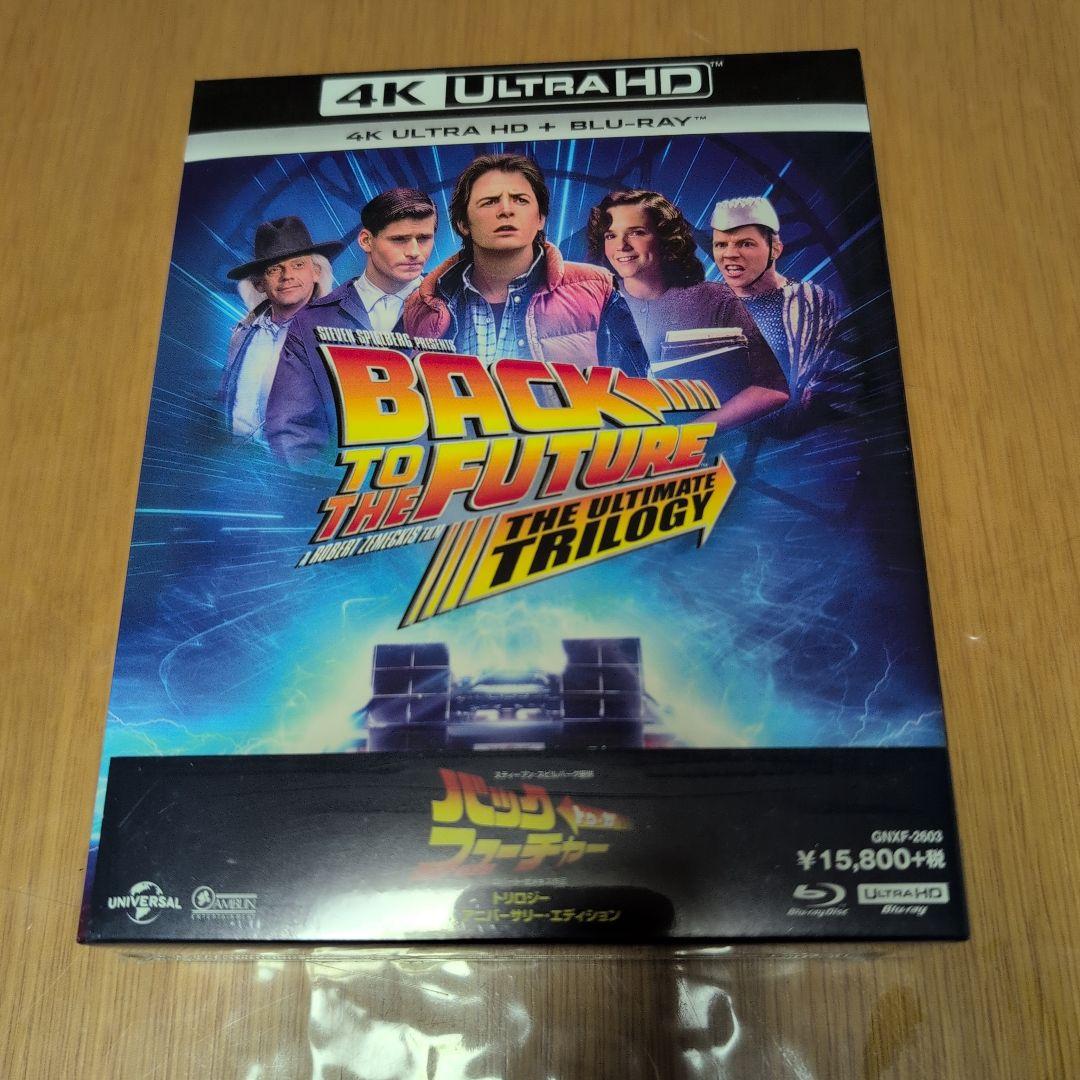 4K ULTRA HD™
4K ULTRA HD + BLU-RAY™
STEVEN SPIELBERG PRESENTS
BACK
TO
THE FUTURE™
THE ULTIMATE
TRILOGY
A ROBERT ZEMECKIS FILM
スティーブン・スピルバーグ提供
バック
トゥ・ザ
フューチャー
トリロジー
アニバーサリー・エディション
GNXF-2603
¥15,800+税
UNIVERSAL
AMBLIN
ENTERTAINMENT
Blu-ray Disc
ULTRA HD
Blu-ray